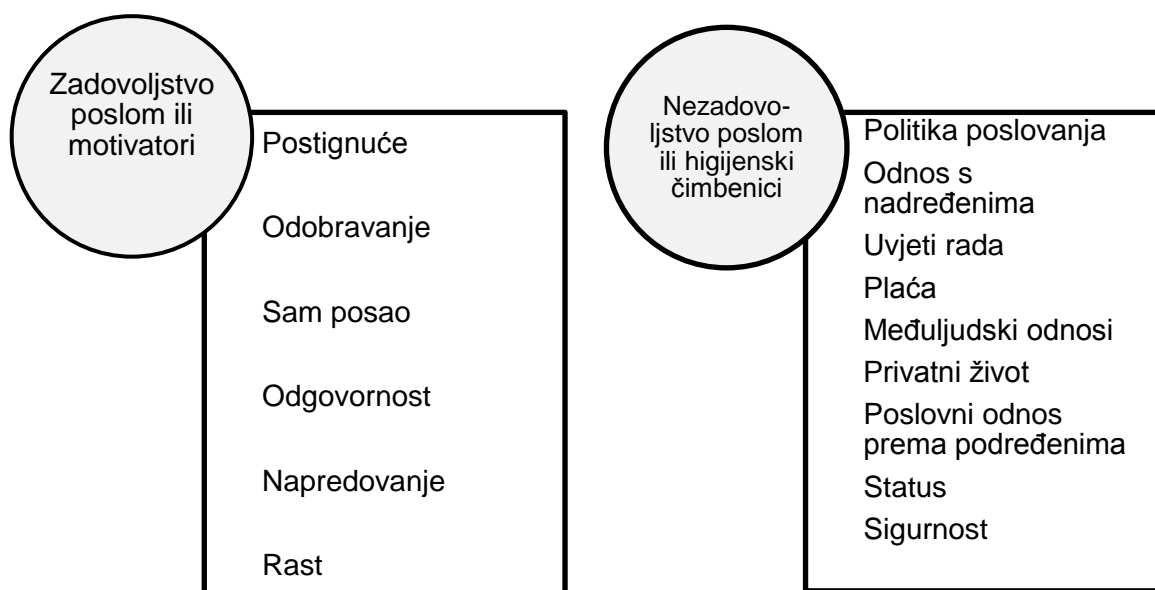 Zadovoljstvo
poslom ili
motivatori
Postignuće
Odobravanje
Sam posao
Odgovornost
Napredovanje
Rast
Nezadovo-
ljstvo poslom
ili higijenski
čimbenici
Politika poslovanja
Odnos s
nadređenima
Uvjeti rada
Plaća
Međuljudski odnosi
Privatni život
Poslovni odnos
prema podređenima
Status
Sigurnost